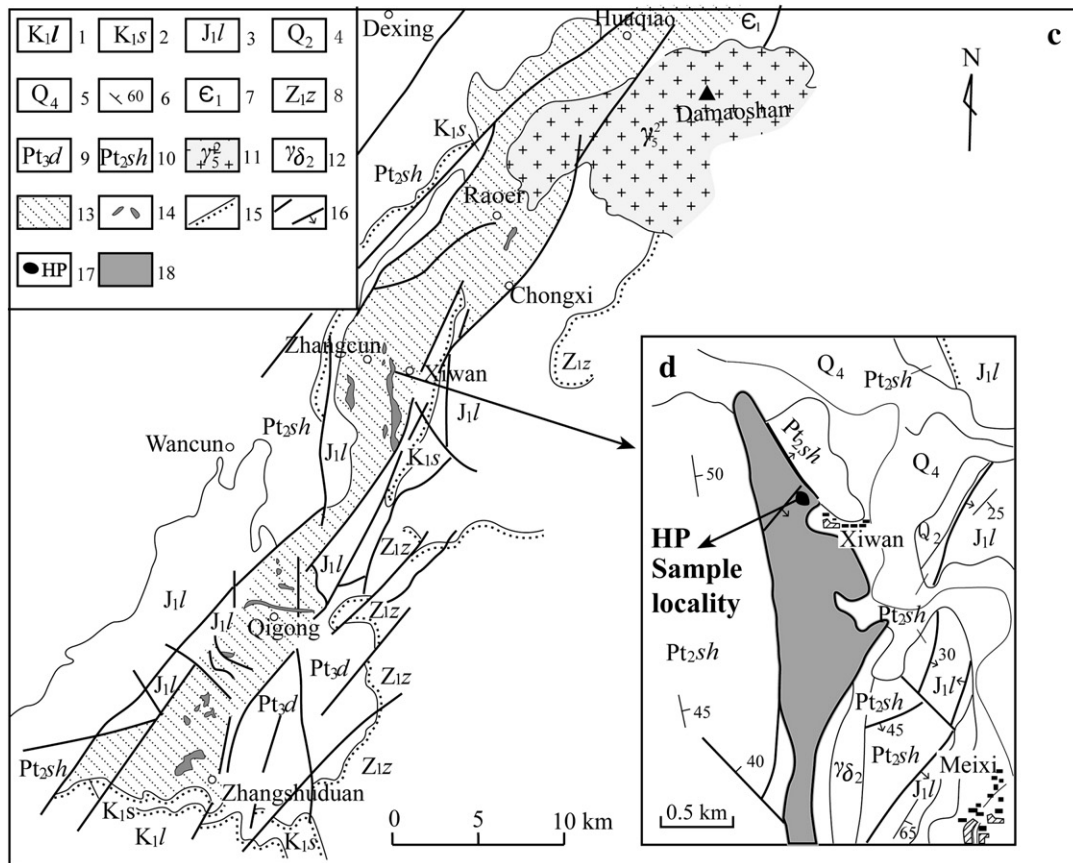 c
K₁l 1
K₁s 2
J₁l 3
Q₂ 4
Q₄ 5
60 6
Є₁ 7
Z₁z 8
Pt₃d 9
Pt₂sh 10
γ₅² 11
γδ₂ 12
13
14
15
16
HP 17
18
Dexing
Huaqiao
Є₁
N
Damaoshan
γ₅²
K₁s
Pt₂sh
Raoer
Chongxi
Z₁z
Zhangcun
Xiwan
J₁l
Pt₂sh
Wancun
J₁l
K₁s
Z₁z
J₁l
J₁l
Z₁z
Qigong
J₁l
Pt₃d
Z₁z
J₁l
Pt₃d
Z₁z
Pt₂sh
Zhangshuduan
K₁s
K₁l
K₁s
0 5 10 km
d
Q₄
Pt₂sh
J₁l
Pt₂sh
50
Q₄
25
Xiwan
Q₂
J₁l
HP
Sample
locality
Pt₂sh
30
Pt₂sh
J₁l
Pt₂sh
45
45
Pt₂sh
40
γδ₂
Meixi
J₁l
65
0.5 km